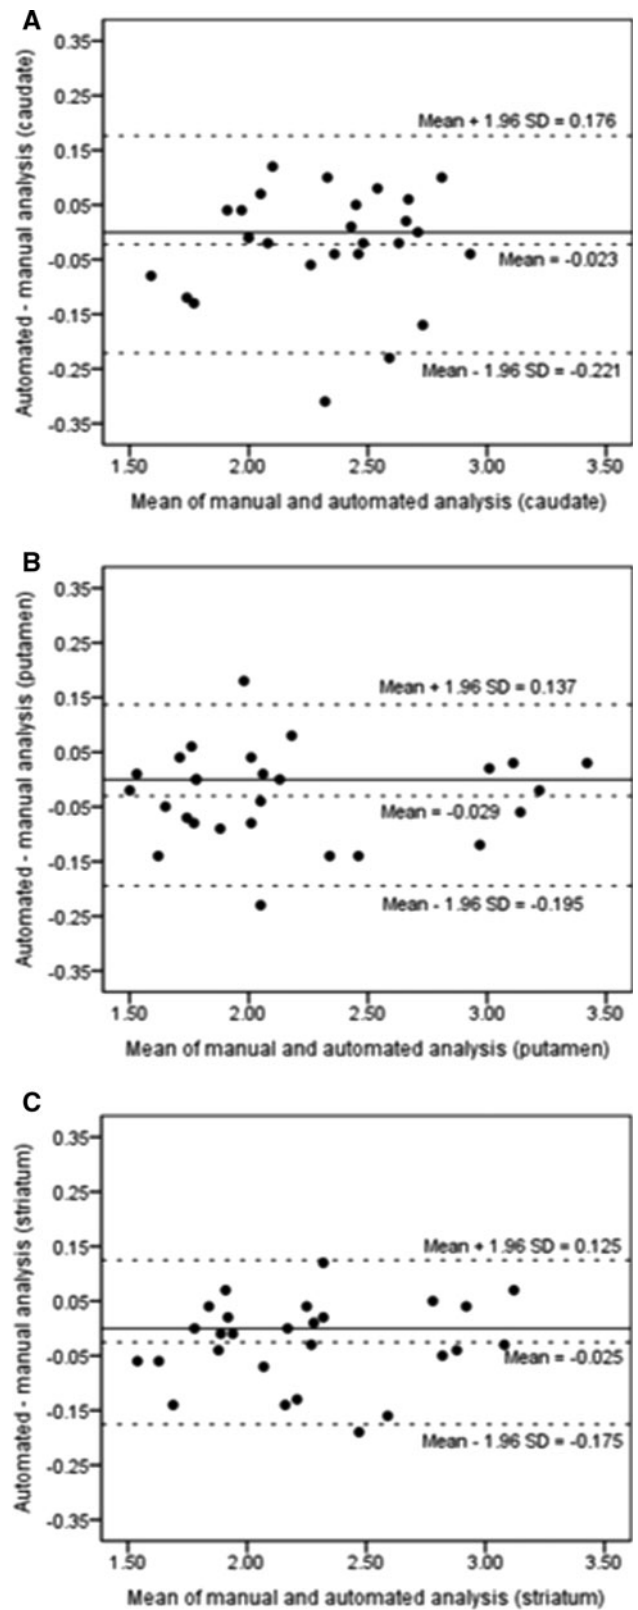 A
Automated - manual analysis (caudate)
0.35
0.25
0.15
0.05
-0.05
-0.15
-0.25
-0.35
Mean + 1.96 SD = 0.176
Mean = -0.023
Mean - 1.96 SD = -0.221
1.50 2.00 2.50 3.00 3.50
Mean of manual and automated analysis (caudate)
B
Automated - manual analysis (putamen)
0.35
0.25
0.15
0.05
-0.05
-0.15
-0.25
-0.35
Mean + 1.96 SD = 0.137
Mean = -0.029
Mean - 1.96 SD = -0.195
1.50 2.00 2.50 3.00 3.50
Mean of manual and automated analysis (putamen)
C
Automated - manual analysis (striatum)
0.35
0.25
0.15
0.05
-0.05
-0.15
-0.25
-0.35
Mean + 1.96 SD = 0.125
Mean = -0.025
Mean - 1.96 SD = -0.175
1.50 2.00 2.50 3.00 3.50
Mean of manual and automated analysis (striatum)